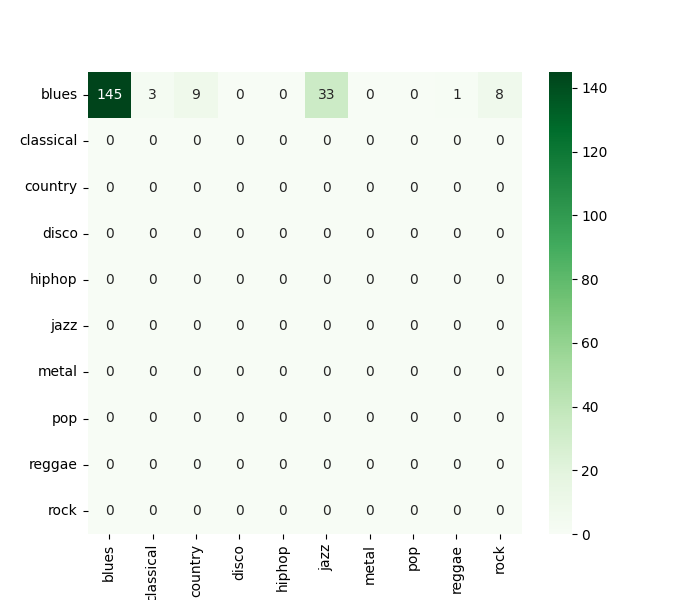 blues 145 3 9 0 0 33 0 0 1 8
classical 0 0 0 0 0 0 0 0 0 0
country 0 0 0 0 0 0 0 0 0 0
disco 0 0 0 0 0 0 0 0 0 0
hiphop 0 0 0 0 0 0 0 0 0 0
jazz 0 0 0 0 0 0 0 0 0 0
metal 0 0 0 0 0 0 0 0 0 0
pop 0 0 0 0 0 0 0 0 0 0
reggae 0 0 0 0 0 0 0 0 0 0
rock 0 0 0 0 0 0 0 0 0 0
blues classical country disco hiphop jazz metal pop reggae rock
140
120
100
80
60
40
20
0